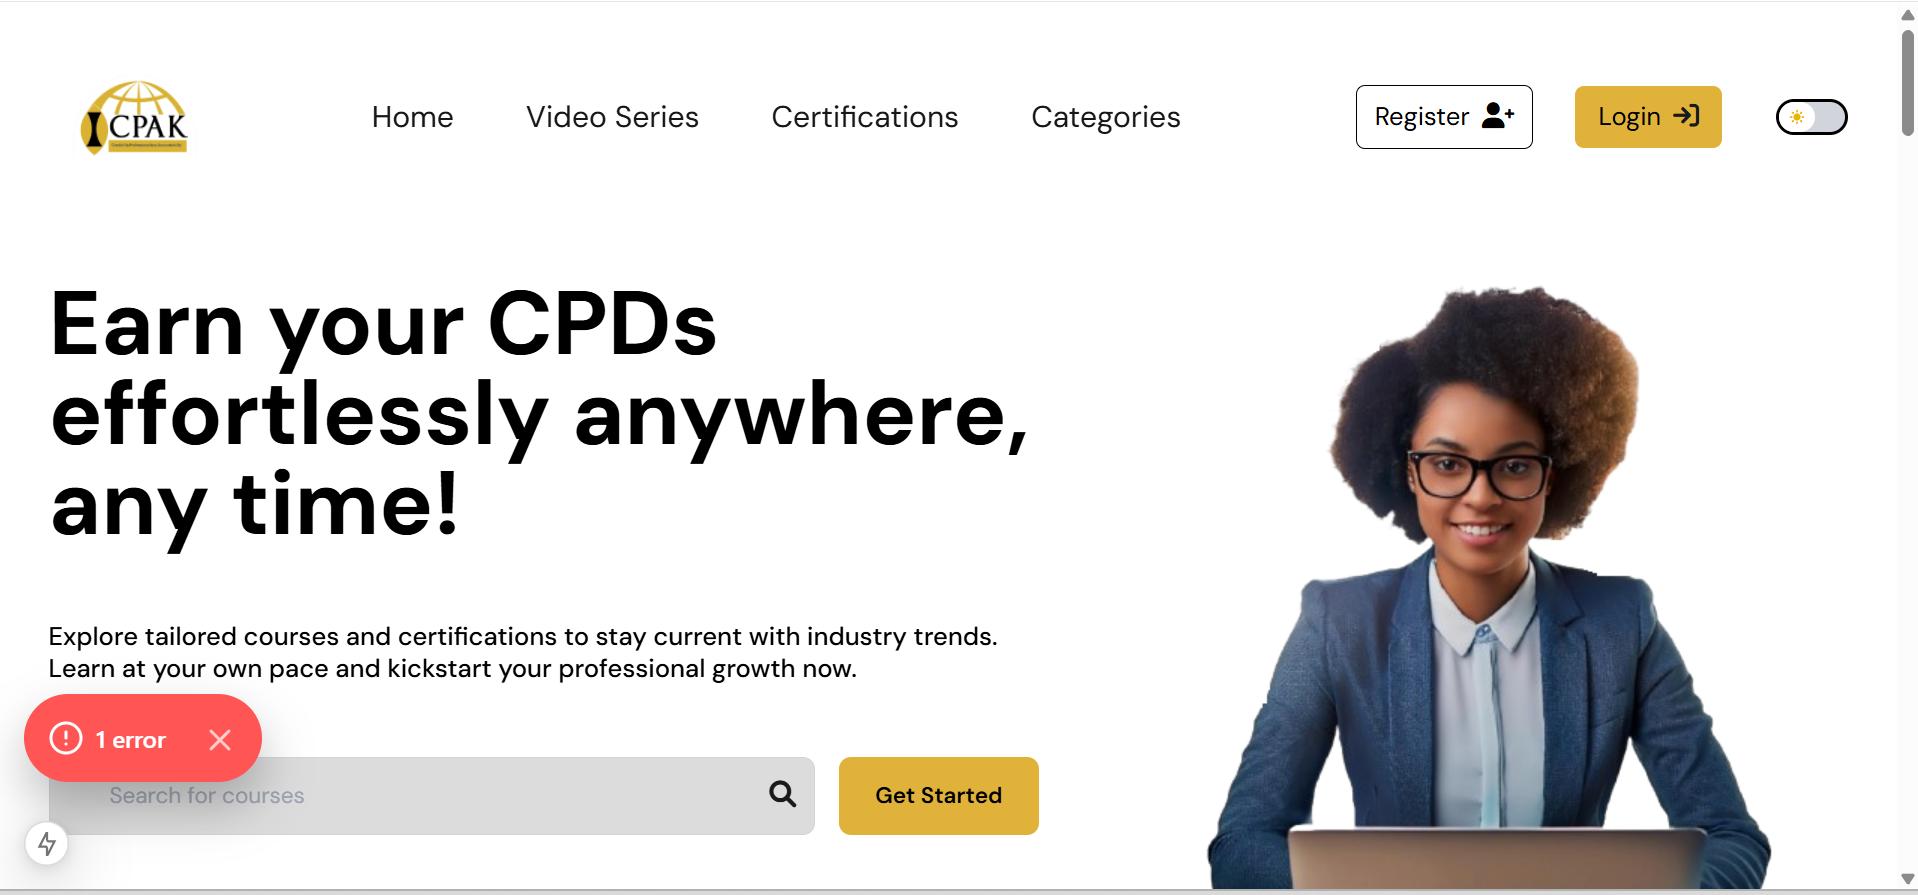 ICPAK
Home
Video Series
Certifications
Categories
Register
Login
Earn your CPDs
effortlessly anywhere,
any time!
Explore tailored courses and certifications to stay current with industry trends.
Learn at your own pace and kickstart your professional growth now.
1 error
Search for courses
Get Started